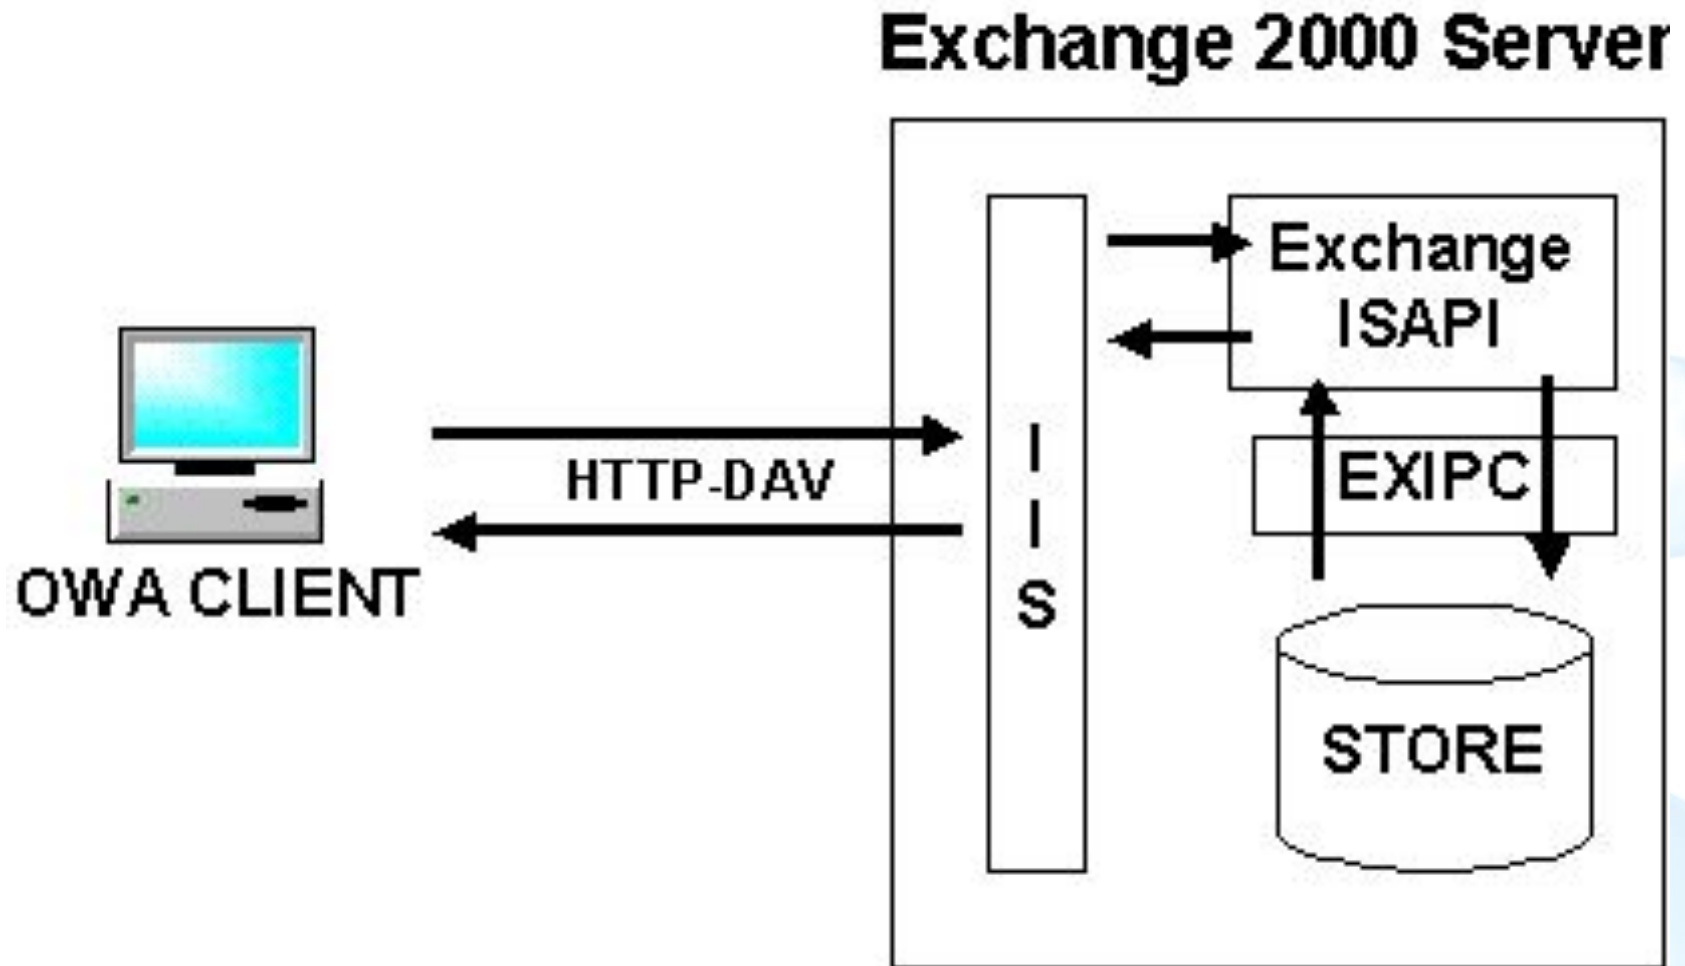 Exchange 2000 Server
Exchange
ISAPI
HTTP-DAV
EXIPC
I
I
S
OWA CLIENT
STORE